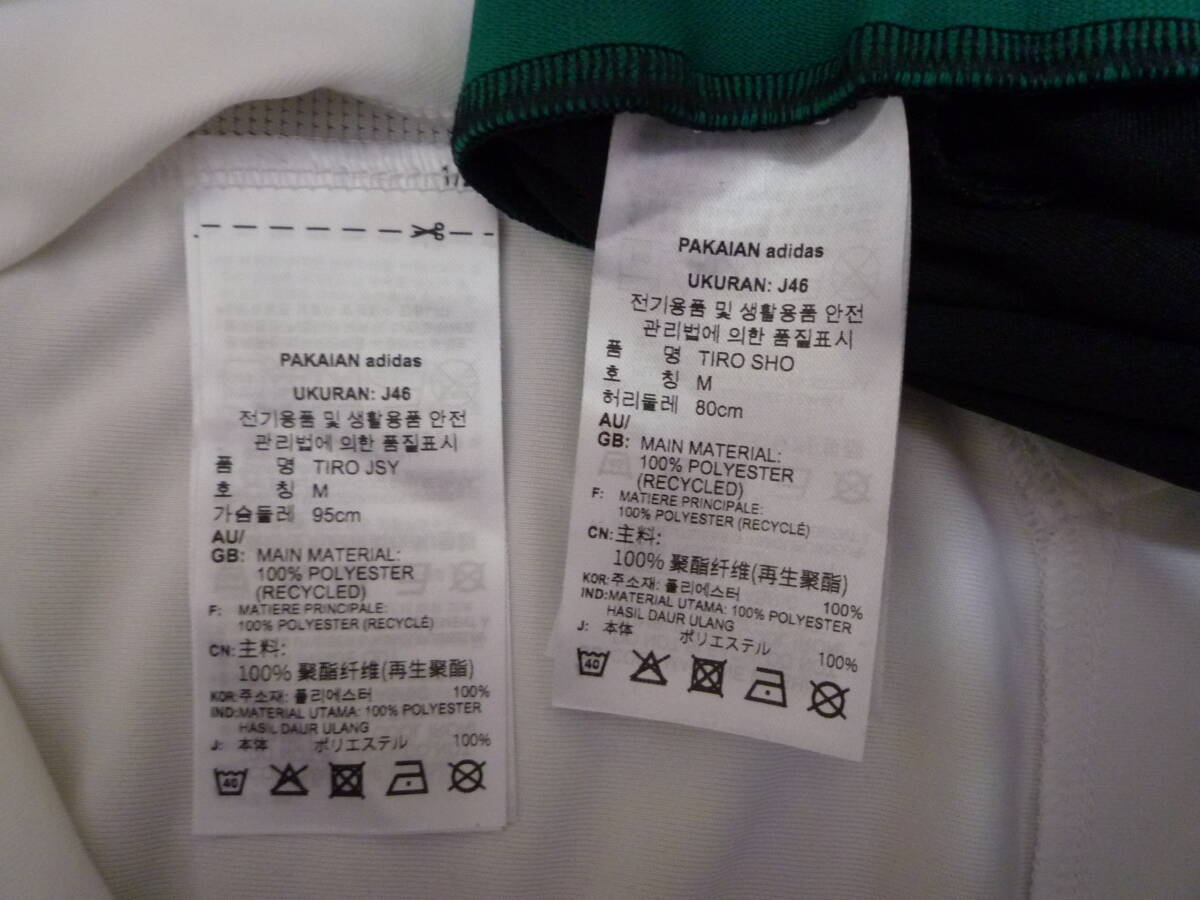 PAKAIAN adidas
UKURAN: J46
전기용품 및 생활용품 안전
관리법에 의한 품질표시
품 명 TIRO JSY
호 칭 M
가슴둘레 95cm
AU/
GB: MAIN MATERIAL:
100% POLYESTER
(RECYCLED)
F: MATIERE PRINCIPALE:
100% POLYESTER (RECYCLÉ)
CN: 主料:
100% 聚酯纤维(再生聚酯)
KOR: 주소재: 폴리에스터 100%
IND: MATERIAL UTAMA: 100% POLYESTER
HASIL DAUR ULANG
J: 本体 ポリエステル 100%
40
PAKAIAN adidas
UKURAN: J46
전기용품 및 생활용품 안전
관리법에 의한 품질표시
품 명 TIRO SHO
호 칭 M
허리둘레 80cm
AU/
GB: MAIN MATERIAL:
100% POLYESTER
(RECYCLED)
F: MATIERE PRINCIPALE:
100% POLYESTER (RECYCLÉ)
CN: 主料:
100% 聚酯纤维(再生聚酯)
KOR: 주소재: 폴리에스터 100%
IND: MATERIAL UTAMA: 100% POLYESTER
HASIL DAUR ULANG
J: 本体 ポリエステル 100%
40